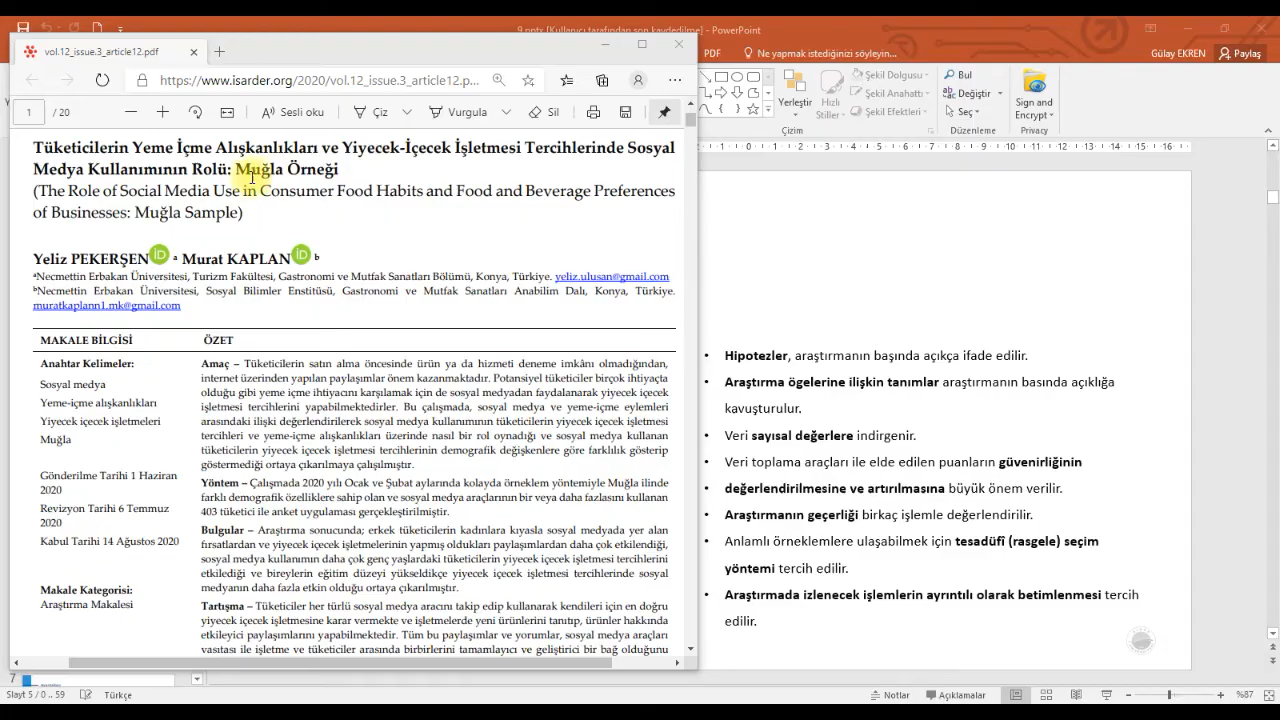 9.pptx [Kullanıcı tarafından son kaydedilme] - PowerPoint
vol.12_issue.3_article12.pdf
PDF
Ne yapmak istediğinizi söyleyin...
Gülay EKREN
Paylaş
https://www.isarder.org/2020/vol.12_issue.3_article12.p...
1 / 20
Sesli oku
Çiz
Vurgula
Sil
Yerleştir
Hızlı
Stiller
Şekil Dolgusu
Şekil Anahattı
Şekil Efektleri
Çizim
Bul
Değiştir
Seç
Düzenleme
Sign and
Encrypt
Privacy
1 2 3 4 5 6 7 8 9 10 11 12 13 14 15 16
Tüketicilerin Yeme İçme Alışkanlıkları ve Yiyecek-İçecek İşletmesi Tercihlerinde Sosyal
Medya Kullanımının Rolü: Muğla Örneği
(The Role of Social Media Use in Consumer Food Habits and Food and Beverage Preferences
of Businesses: Muğla Sample)
Yeliz PEKERŞEN iD a Murat KAPLAN iD b
aNecmettin Erbakan Üniversitesi, Turizm Fakültesi, Gastronomi ve Mutfak Sanatları Bölümü, Konya, Türkiye. yeliz.ulusan@gmail.com
bNecmettin Erbakan Üniversitesi, Sosyal Bilimler Enstitüsü, Gastronomi ve Mutfak Sanatları Anabilim Dalı, Konya, Türkiye.
muratkaplann1.mk@gmail.com
MAKALE BİLGİSİ
Anahtar Kelimeler:
Sosyal medya
Yeme-içme alışkanlıkları
Yiyecek içecek işletmeleri
Muğla
Gönderilme Tarihi 1 Haziran
2020
Revizyon Tarihi 6 Temmuz
2020
Kabul Tarihi 14 Ağustos 2020
Makale Kategorisi:
Araştırma Makalesi
ÖZET
Amaç – Tüketicilerin satın alma öncesinde ürün ya da hizmeti deneme imkânı olmadığından,
internet üzerinden yapılan paylaşımlar önem kazanmaktadır. Potansiyel tüketiciler birçok ihtiyaçta
olduğu gibi yeme içme ihtiyacını karşılamak için de sosyal medyadan faydalanarak yiyecek içecek
işletmesi tercihlerini yapabilmektedirler. Bu çalışmada, sosyal medya ve yeme-içme eylemleri
arasındaki ilişki değerlendirilerek sosyal medya kullanımının tüketicilerin yiyecek içecek işletmesi
tercihleri ve yeme-içme alışkanlıkları üzerinde nasıl bir rol oynadığı ve sosyal medya kullanan
tüketicilerin yiyecek içecek işletmesi tercihlerinin demografik değişkenlere göre farklılık gösterip
göstermediği ortaya çıkarılmaya çalışılmıştır.
Yöntem – Çalışmada 2020 yılı Ocak ve Şubat aylarında kolayda örneklem yöntemiyle Muğla ilinde
farklı demografik özelliklere sahip olan ve sosyal medya araçlarının bir veya daha fazlasını kullanan
403 tüketici ile anket uygulaması gerçekleştirilmiştir.
Bulgular – Araştırma sonucunda; erkek tüketicilerin kadınlara kıyasla sosyal medyada yer alan
fırsatlardan ve yiyecek içecek işletmelerinin yapmış oldukları paylaşımlardan daha çok etkilendiği,
sosyal medya kullanımın daha çok genç yaşlardaki tüketicilerin yiyecek içecek işletmesi tercihlerini
etkilediği ve bireylerin eğitim düzeyi yükseldikçe yiyecek içecek işletmesi tercihlerinde sosyal
medyanın daha fazla etkin olduğu ortaya çıkarılmıştır.
Tartışma – Tüketiciler her türlü sosyal medya aracını takip edip kullanarak kendileri için en doğru
yiyecek içecek işletmesine karar vermekte ve işletmelerde yeni ürünlerini tanıtıp, ürünler hakkında
etkileyici paylaşımlarını yapabilmektedir. Tüm bu paylaşımlar ve yorumlar, sosyal medya araçları
vasıtası ile işletme ve tüketiciler arasında birbirlerini tamamlayıcı ve geliştirici bir bağ olduğunu
• Hipotezler, araştırmanın başında açıkça ifade edilir.
• Araştırma ögelerine ilişkin tanımlar araştırmanın basında açıklığa
kavuşturulur.
• Veri sayısal değerlere indirgenir.
• Veri toplama araçları ile elde edilen puanların güvenirliğinin
• değerlendirilmesine ve artırılmasına büyük önem verilir.
• Araştırmanın geçerliği birkaç işlemle değerlendirilir.
• Anlamlı örneklemlere ulaşabilmek için tesadüfî (rasgele) seçim
yöntemi tercih edilir.
• Araştırmada izlenecek işlemlerin ayrıntılı olarak betimlenmesi tercih
edilir.
7
Slayt 5 / 0 .. 59
Türkçe
Notlar
Açıklamalar
%87